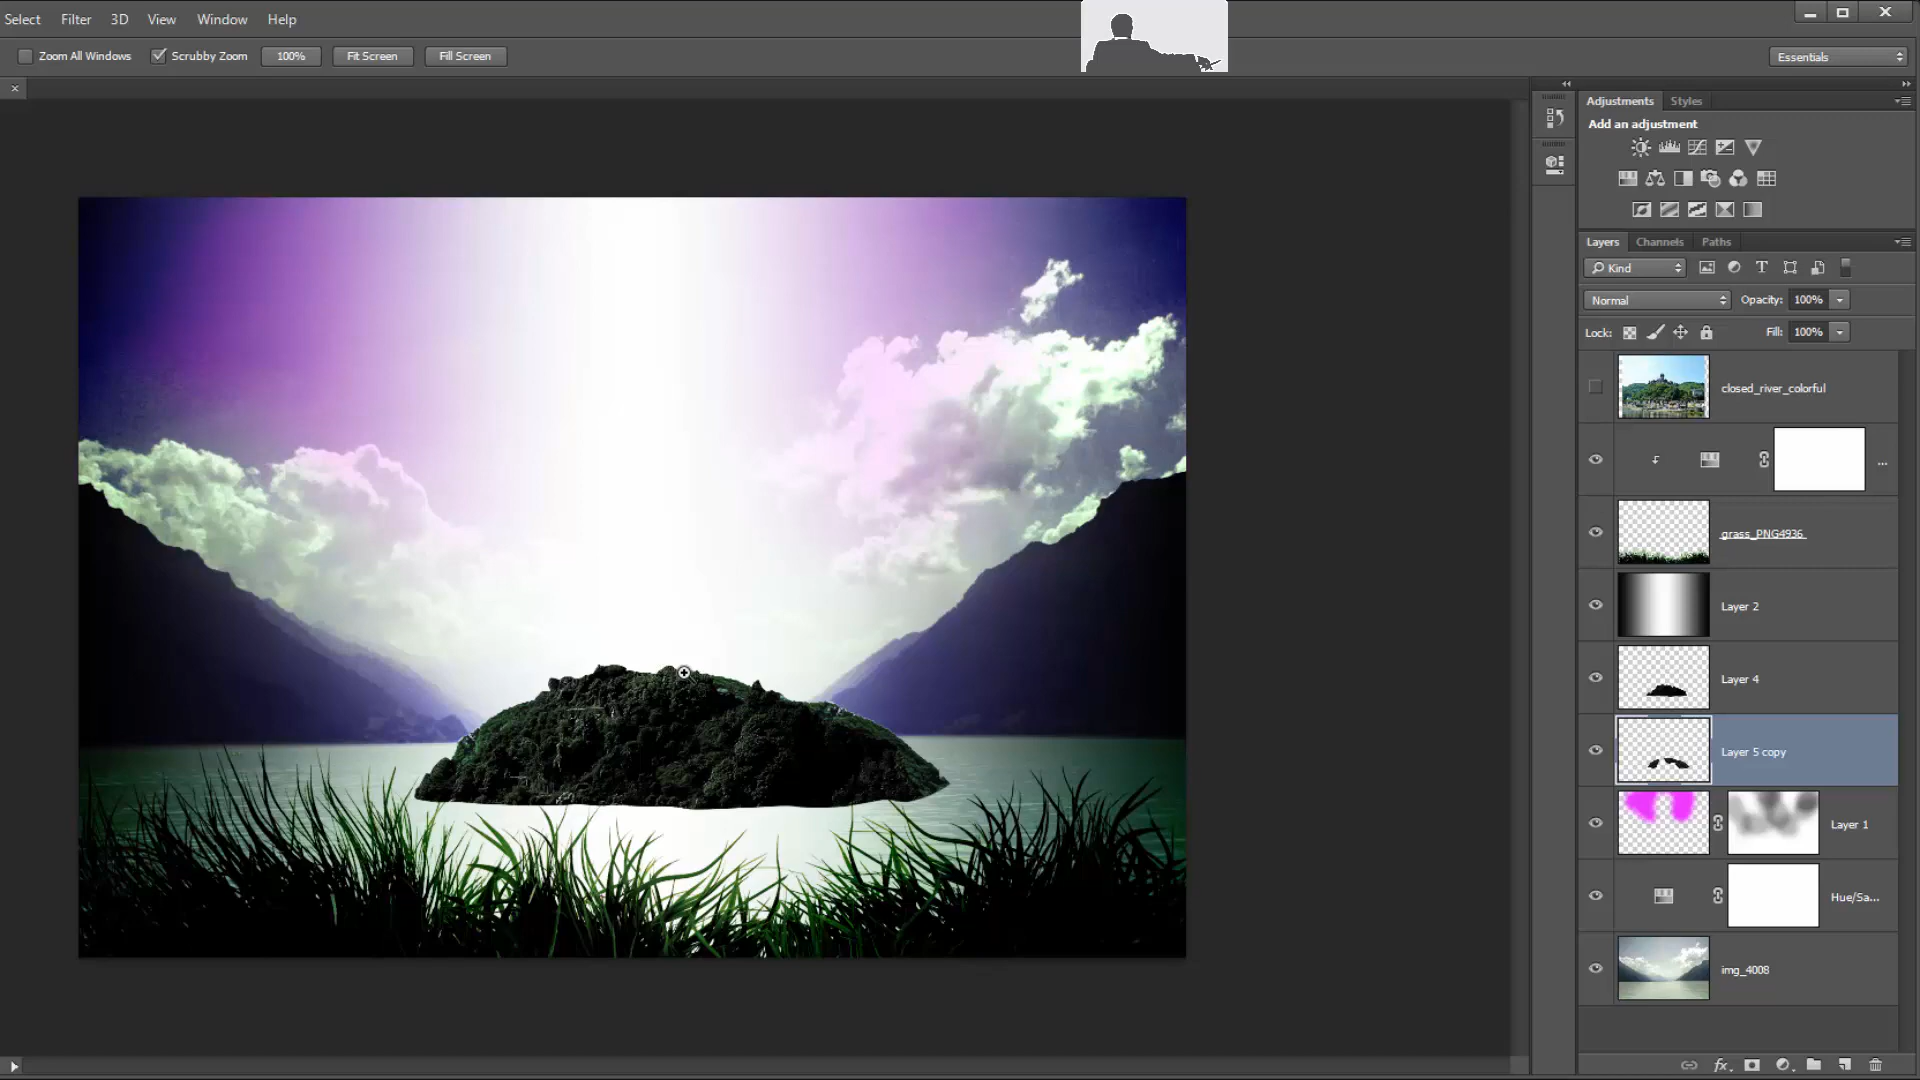 Select Filter 3D View Window Help
Zoom All Windows Scrubby Zoom 100% Fit Screen Fill Screen Essentials
Adjustments Styles
Add an adjustment
Layers Channels Paths
Kind
Normal Opacity: 100%
Lock: Fill: 100%
closed_river_colorful
...
grass_PNG4936
Layer 2
Layer 4
Layer 5 copy
Layer 1
Hue/Sa...
img_4008
fx